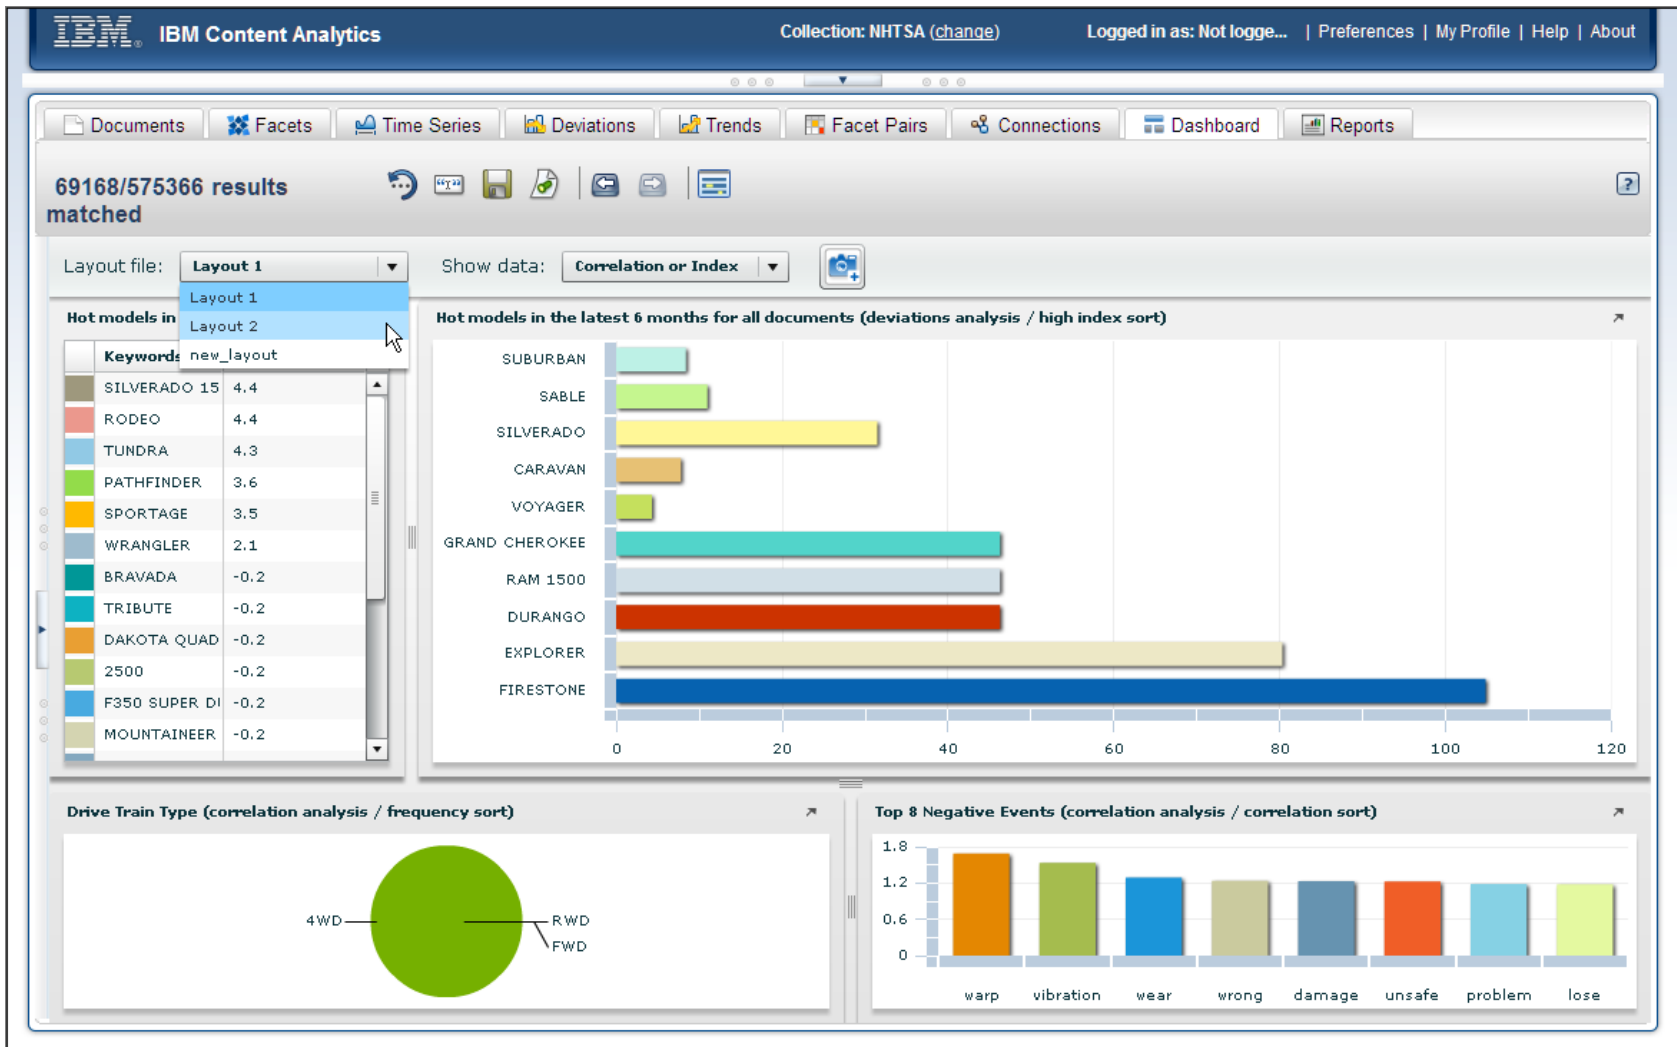 IBM® IBM Content Analytics Collection: NHTSA (change) Logged in as: Not logge... | Preferences | My Profile | Help | About
Documents Facets Time Series Deviations Trends Facet Pairs Connections Dashboard Reports
69168/575366 results
matched
?
Layout file: Layout 1 Show data: Correlation or Index
Layout 1
Layout 2
new_layout
Hot models in
Keywords
SILVERADO 15 4.4
RODEO 4.4
TUNDRA 4.3
PATHFINDER 3.6
SPORTAGE 3.5
WRANGLER 2.1
BRAVADA -0.2
TRIBUTE -0.2
DAKOTA QUAD -0.2
2500 -0.2
F350 SUPER D -0.2
MOUNTAINEER -0.2
Hot models in the latest 6 months for all documents (deviations analysis / high index sort)
SUBURBAN
SABLE
SILVERADO
CARAVAN
VOYAGER
GRAND CHEROKEE
RAM 1500
DURANGO
EXPLORER
FIRESTONE
0 20 40 60 80 100 120
Drive Train Type (correlation analysis / frequency sort)
4WD
RWD
FWD
Top 8 Negative Events (correlation analysis / correlation sort)
1.8
1.2
0.6
0
warp vibration wear wrong damage unsafe problem lose